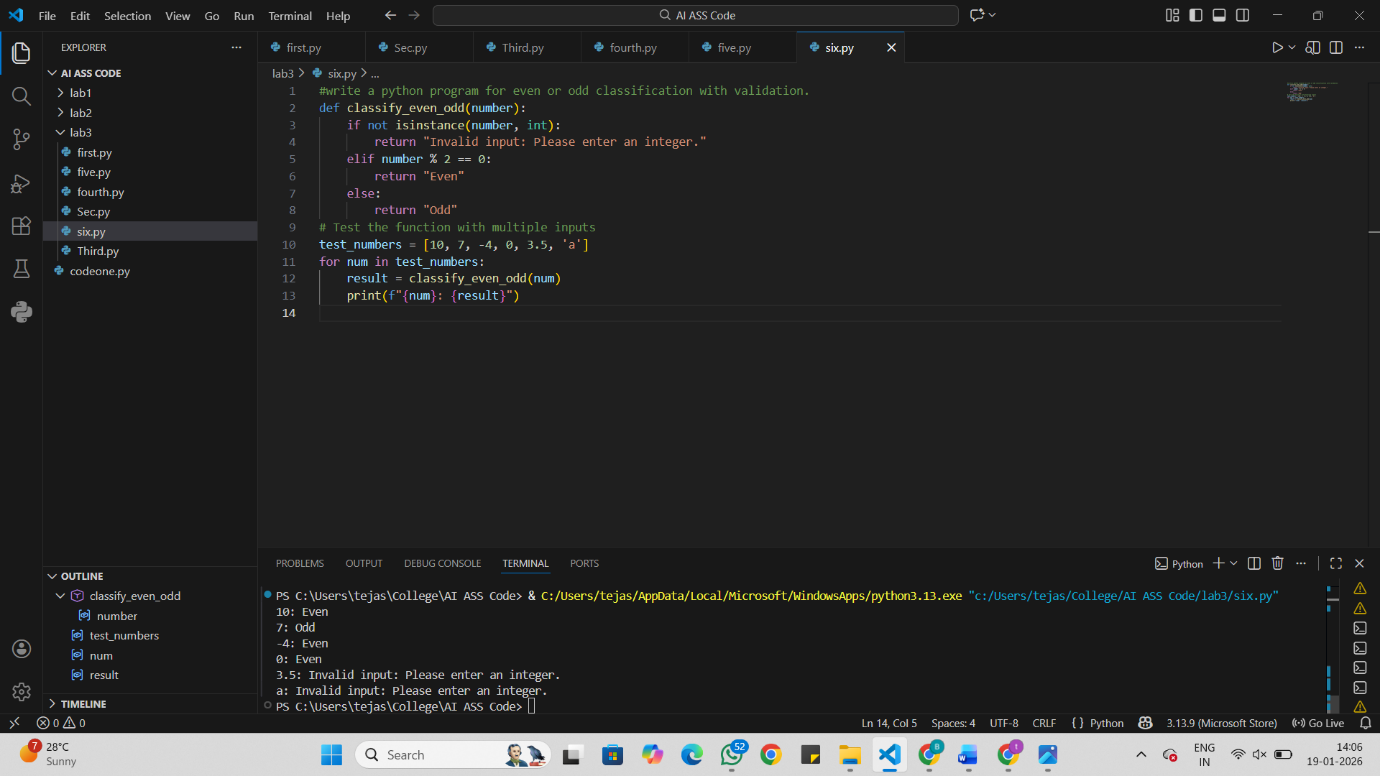 File Edit Selection View Go Run Terminal Help
AI ASS Code
EXPLORER
AI ASS CODE
lab1
lab2
lab3
first.py
five.py
fourth.py
Sec.py
six.py
Third.py
codeone.py
OUTLINE
classify_even_odd
number
test_numbers
num
result
TIMELINE
first.py Sec.py Third.py fourth.py five.py six.py
lab3 > six.py > ...
1 #write a python program for even or odd classification with validation.
2 def classify_even_odd(number):
3 if not isinstance(number, int):
4 return "Invalid input: Please enter an integer."
5 elif number % 2 == 0:
6 return "Even"
7 else:
8 return "Odd"
9 # Test the function with multiple inputs
10 test_numbers = [10, 7, -4, 0, 3.5, 'a']
11 for num in test_numbers:
12 result = classify_even_odd(num)
13 print(f"{num}: {result}")
14
PROBLEMS OUTPUT DEBUG CONSOLE TERMINAL PORTS
Python
PS C:\Users\tejas\College\AI ASS Code> & C:/Users/tejas/AppData/Local/Microsoft/WindowsApps/python3.13.exe "c:/Users/tejas/College/AI ASS Code/lab3/six.py"
10: Even
7: Odd
-4: Even
0: Even
3.5: Invalid input: Please enter an integer.
a: Invalid input: Please enter an integer.
PS C:\Users\tejas\College\AI ASS Code>
0 0 Ln 14, Col 5 Spaces: 4 UTF-8 CRLF { } Python 3.13.9 (Microsoft Store) Go Live
7 28°C
Sunny
Search
52
8
t
ENG
IN
14:06
19-01-2026